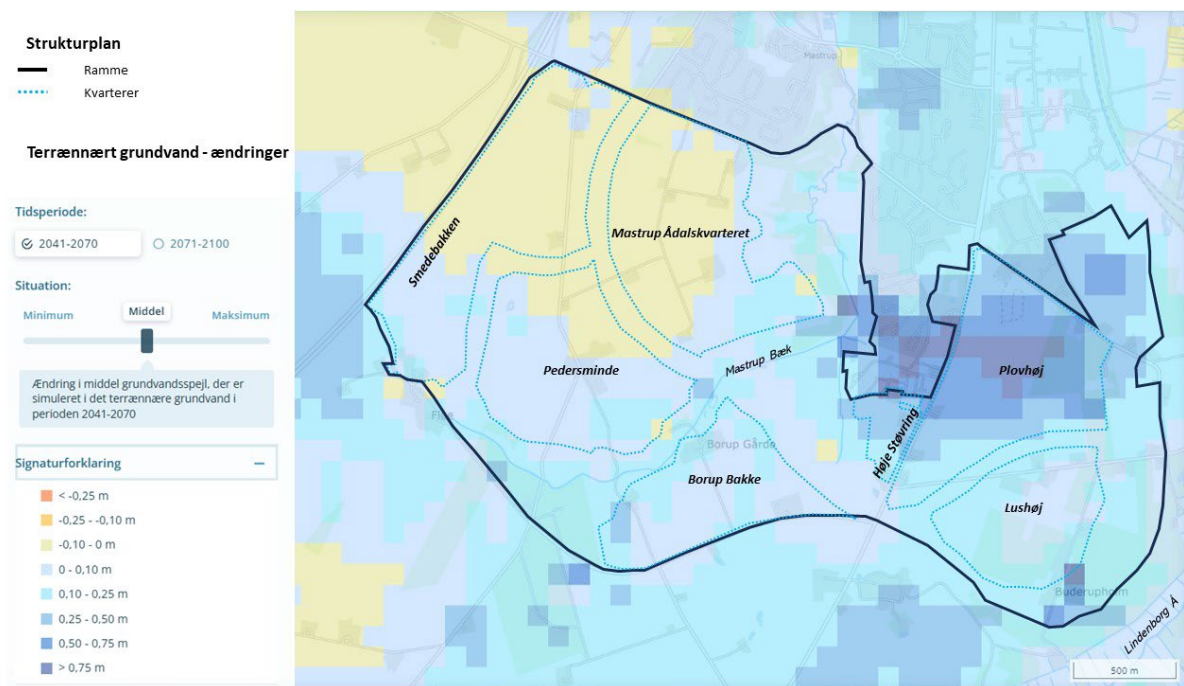 Strukturplan
Ramme
Kvarterer
Terrænnært grundvand - ændringer
Tidsperiode:
2041-2070
2071-2100
Situation:
Minimum
Middel
Maksimum
Ændring i middel grundvandsspejl, der er
simuleret i det terrænnære grundvand i
perioden 2041-2070
Signaturforklaring
< -0,25 m
-0,25 - -0,10 m
-0,10 - 0 m
0 - 0,10 m
0,10 - 0,25 m
0,25 - 0,50 m
0,50 - 0,75 m
> 0,75 m
Mastrup
Smedebakken
Mastrup Ådalskvarteret
Pedersminde
Mastrup Bæk
Plovhøj
Høje Støvring
Borup Gårde
Borup Bakke
Lushøj
Buderupholm
Lindenborg Å
500 m